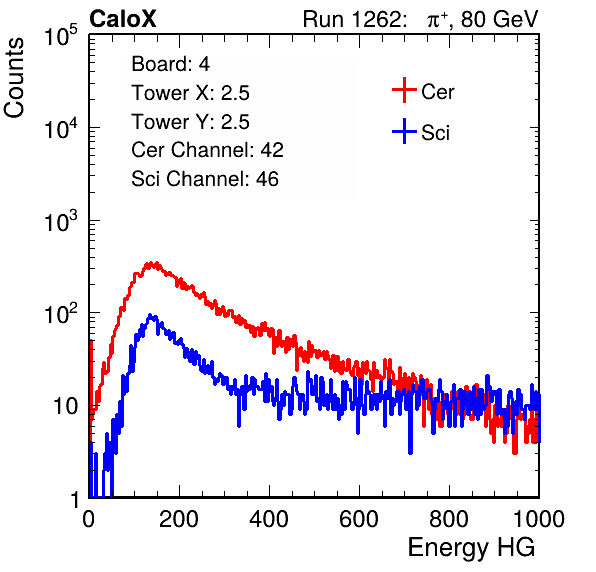 CaloX Run 1262: π⁺, 80 GeV
Counts
10⁵
10⁴
10³
10²
10
1
Board: 4
Tower X: 2.5
Tower Y: 2.5
Cer Channel: 42
Sci Channel: 46
Cer
Sci
0 200 400 600 800 1000
Energy HG